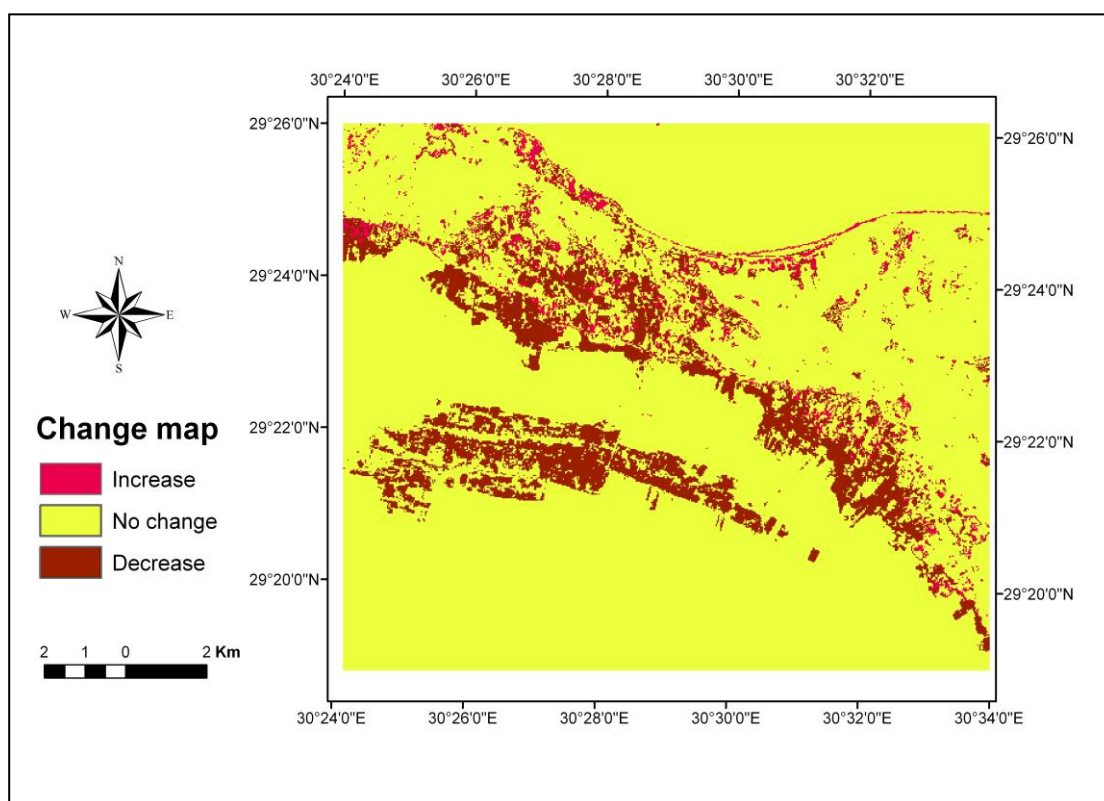 30°24'0"E 30°26'0"E 30°28'0"E 30°30'0"E 30°32'0"E
29°26'0"N 29°26'0"N
29°24'0"N 29°24'0"N
N
W E
S
Change map
29°22'0"N 29°22'0"N
Increase
No change
Decrease
29°20'0"N 29°20'0"N
2 1 0 2 Km
30°24'0"E 30°26'0"E 30°28'0"E 30°30'0"E 30°32'0"E 30°34'0"E